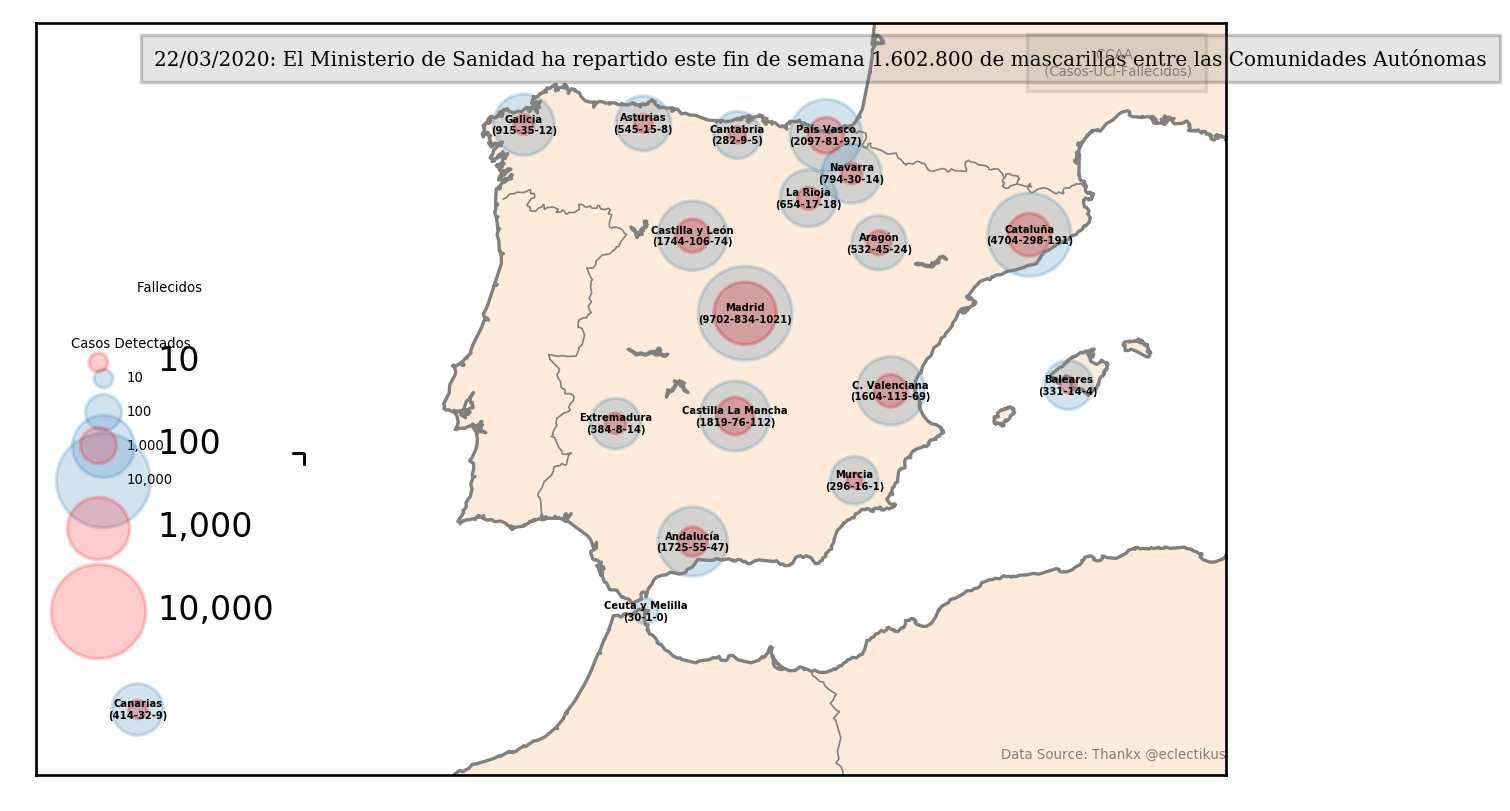 22/03/2020: El Ministerio de Sanidad ha repartido este fin de semana 1.602.800 de mascarillas entre las Comunidades Autónomas
CCAA
(Casos-UCI-Fallecidos)
Galicia
(915-35-12)
Asturias
(545-15-8)
Cantabria
(282-9-5)
País Vasco
(2097-81-97)
Navarra
(794-30-14)
La Rioja
(654-17-18)
Castilla y León
(1744-106-74)
Aragón
(532-45-24)
Cataluña
(4704-298-191)
Madrid
(9702-834-1021)
Fallecidos
Casos Detectados
10
10
100
1,000
100
10,000
1,000
10,000
C. Valenciana
(1604-113-69)
Baleares
(331-14-4)
Extremadura
(384-8-14)
Castilla La Mancha
(1819-76-112)
Murcia
(296-16-1)
Andalucía
(1725-55-47)
Ceuta y Melilla
(30-1-0)
Canarias
(414-32-9)
Data Source: Thankx @eclectikus